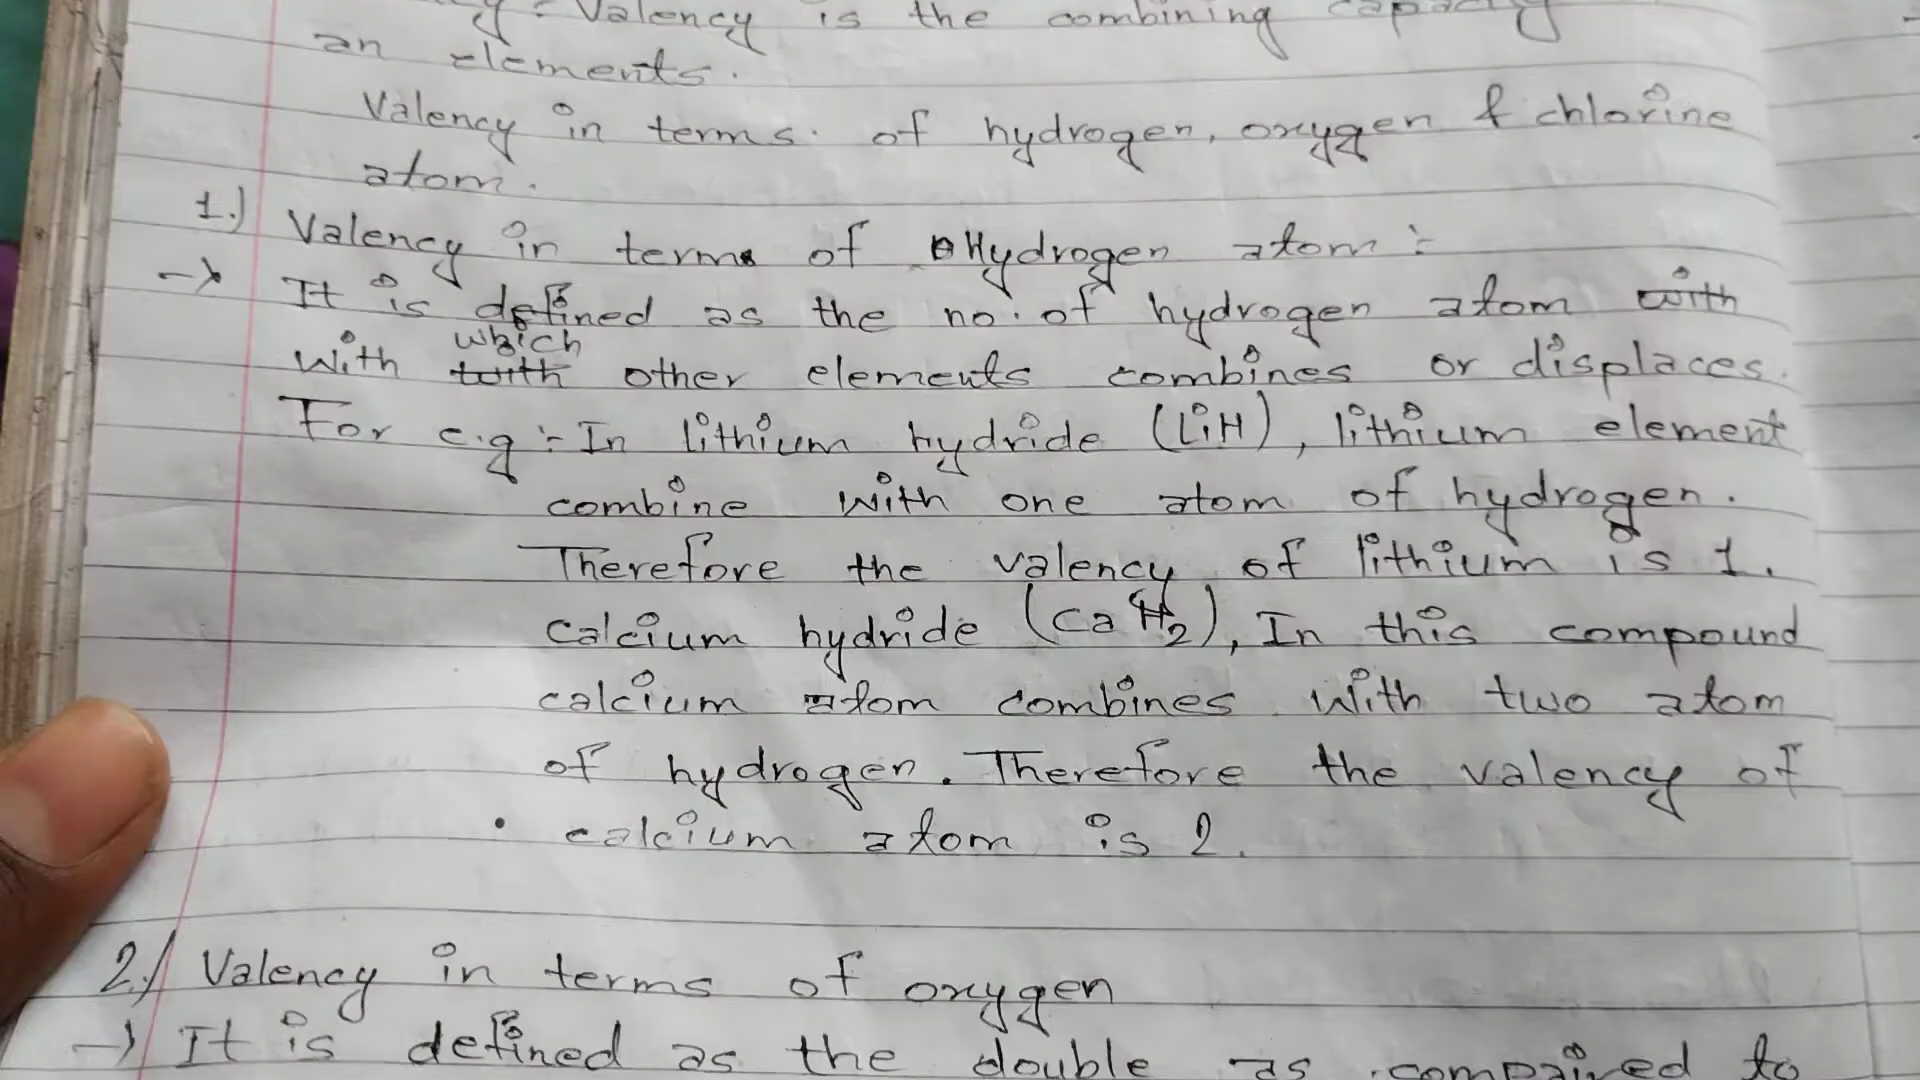 Valency is the combining capacity
an elements.
Valency in terms. of hydrogen, oxygen & chlorine
atom.
1.) Valency in terms of Hydrogen atom :-
→ It is defined as the no. of hydrogen atom with
with which with other elements combines or displaces.
For e.g :- In lithium hydride (LiH), lithium element
combine with one atom of hydrogen.
Therefore the valency of lithium is 1.
calcium hydride (CaH₂), In this compound
calcium atom combines with two atom
of hydrogen. Therefore the valency of
calcium atom is 2.
2.) Valency in terms of oxygen
→ It is defined as the double as compaired to